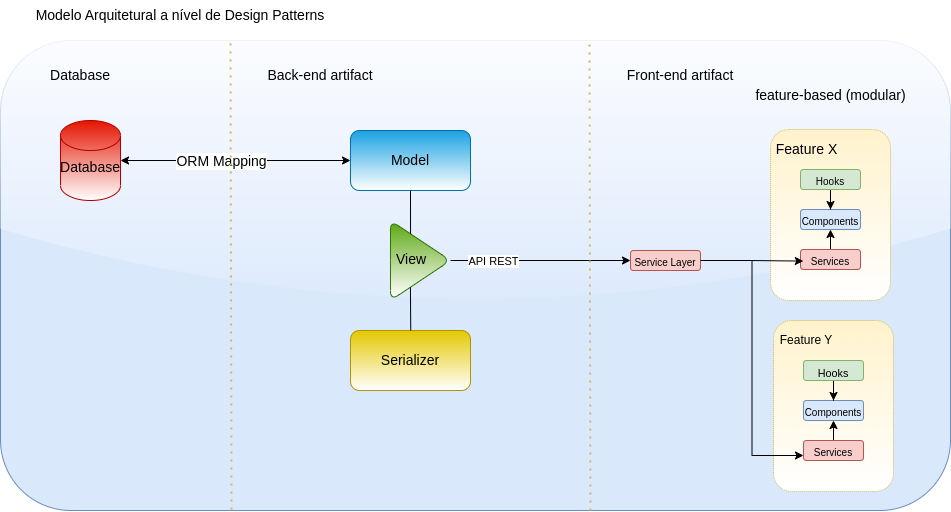 Modelo Arquitetural a nível de Design Patterns
Database
Back-end artifact
Front-end artifact
feature-based (modular)
Database
ORM Mapping
Model
View
API REST
Serializer
Service Layer
Feature X
Hooks
Components
Services
Feature Y
Hooks
Components
Services